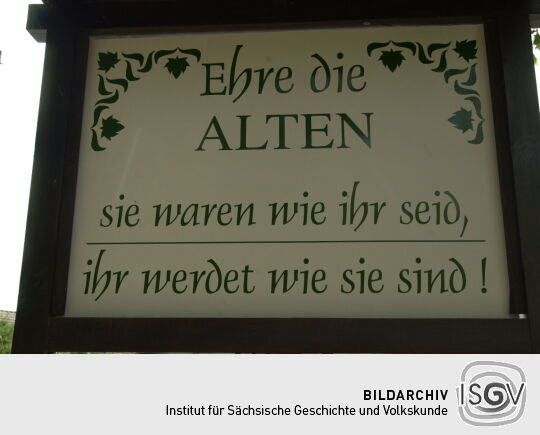 Ehre die
ALTEN
sie waren wie ihr seid,
ihr werdet wie sie sind !
BILDARCHIV
Institut für Sächsische Geschichte und Volkskunde
ISGV